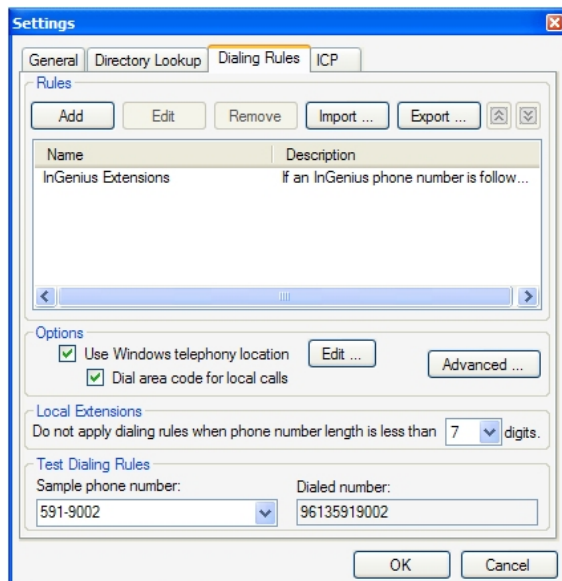 Settings
General Directory Lookup Dialing Rules ICP
Rules
Add Edit Remove Import ... Export ...
Name Description
InGenius Extensions If an InGenius phone number is follow...
Options
Use Windows telephony location Edit ...
Advanced ...
Dial area code for local calls
Local Extensions
Do not apply dialing rules when phone number length is less than 7 digits.
Test Dialing Rules
Sample phone number: Dialed number:
591-9002 96135919002
OK Cancel